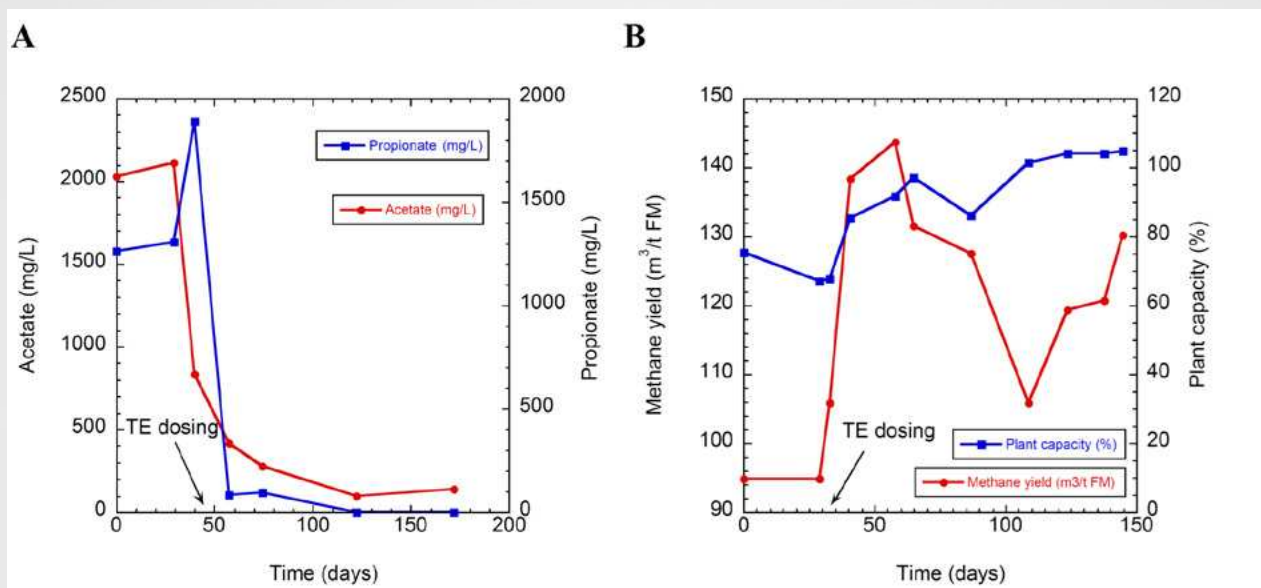 A
2500
2000
1500
1000
500
0
Acetate (mg/L)
2000
1500
1000
500
0
Propionate (mg/L)
Propionate (mg/L)
Acetate (mg/L)
TE dosing
0
50
100
150
200
Time (days)
B
150
140
130
120
110
100
90
Methane yield (m³/t FM)
120
100
80
60
40
20
0
Plant capacity (%)
TE dosing
Plant capacity (%)
Methane yield (m3/t FM)
0
50
100
150
Time (days)